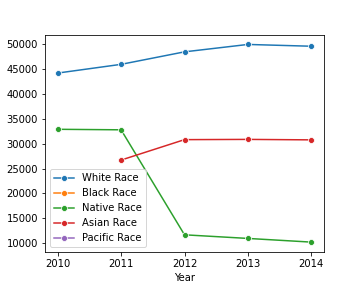 50000
45000
40000
35000
30000
25000
20000
15000
10000
White Race
Black Race
Native Race
Asian Race
Pacific Race
2010 2011 2012 2013 2014
Year